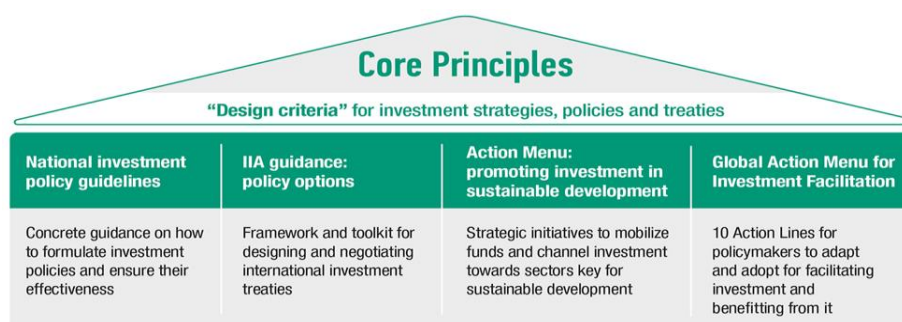 Core Principles
“Design criteria” for investment strategies, policies and treaties
National investment
policy guidelines
Concrete guidance on how
to formulate investment
policies and ensure their
effectiveness
IIA guidance:
policy options
Framework and toolkit for
designing and negotiating
international investment
treaties
Action Menu:
promoting investment in
sustainable development
Strategic initiatives to mobilize
funds and channel investment
towards sectors key for
sustainable development
Global Action Menu for
Investment Facilitation
10 Action Lines for
policymakers to adapt
and adopt for facilitating
investment and
benefitting from it